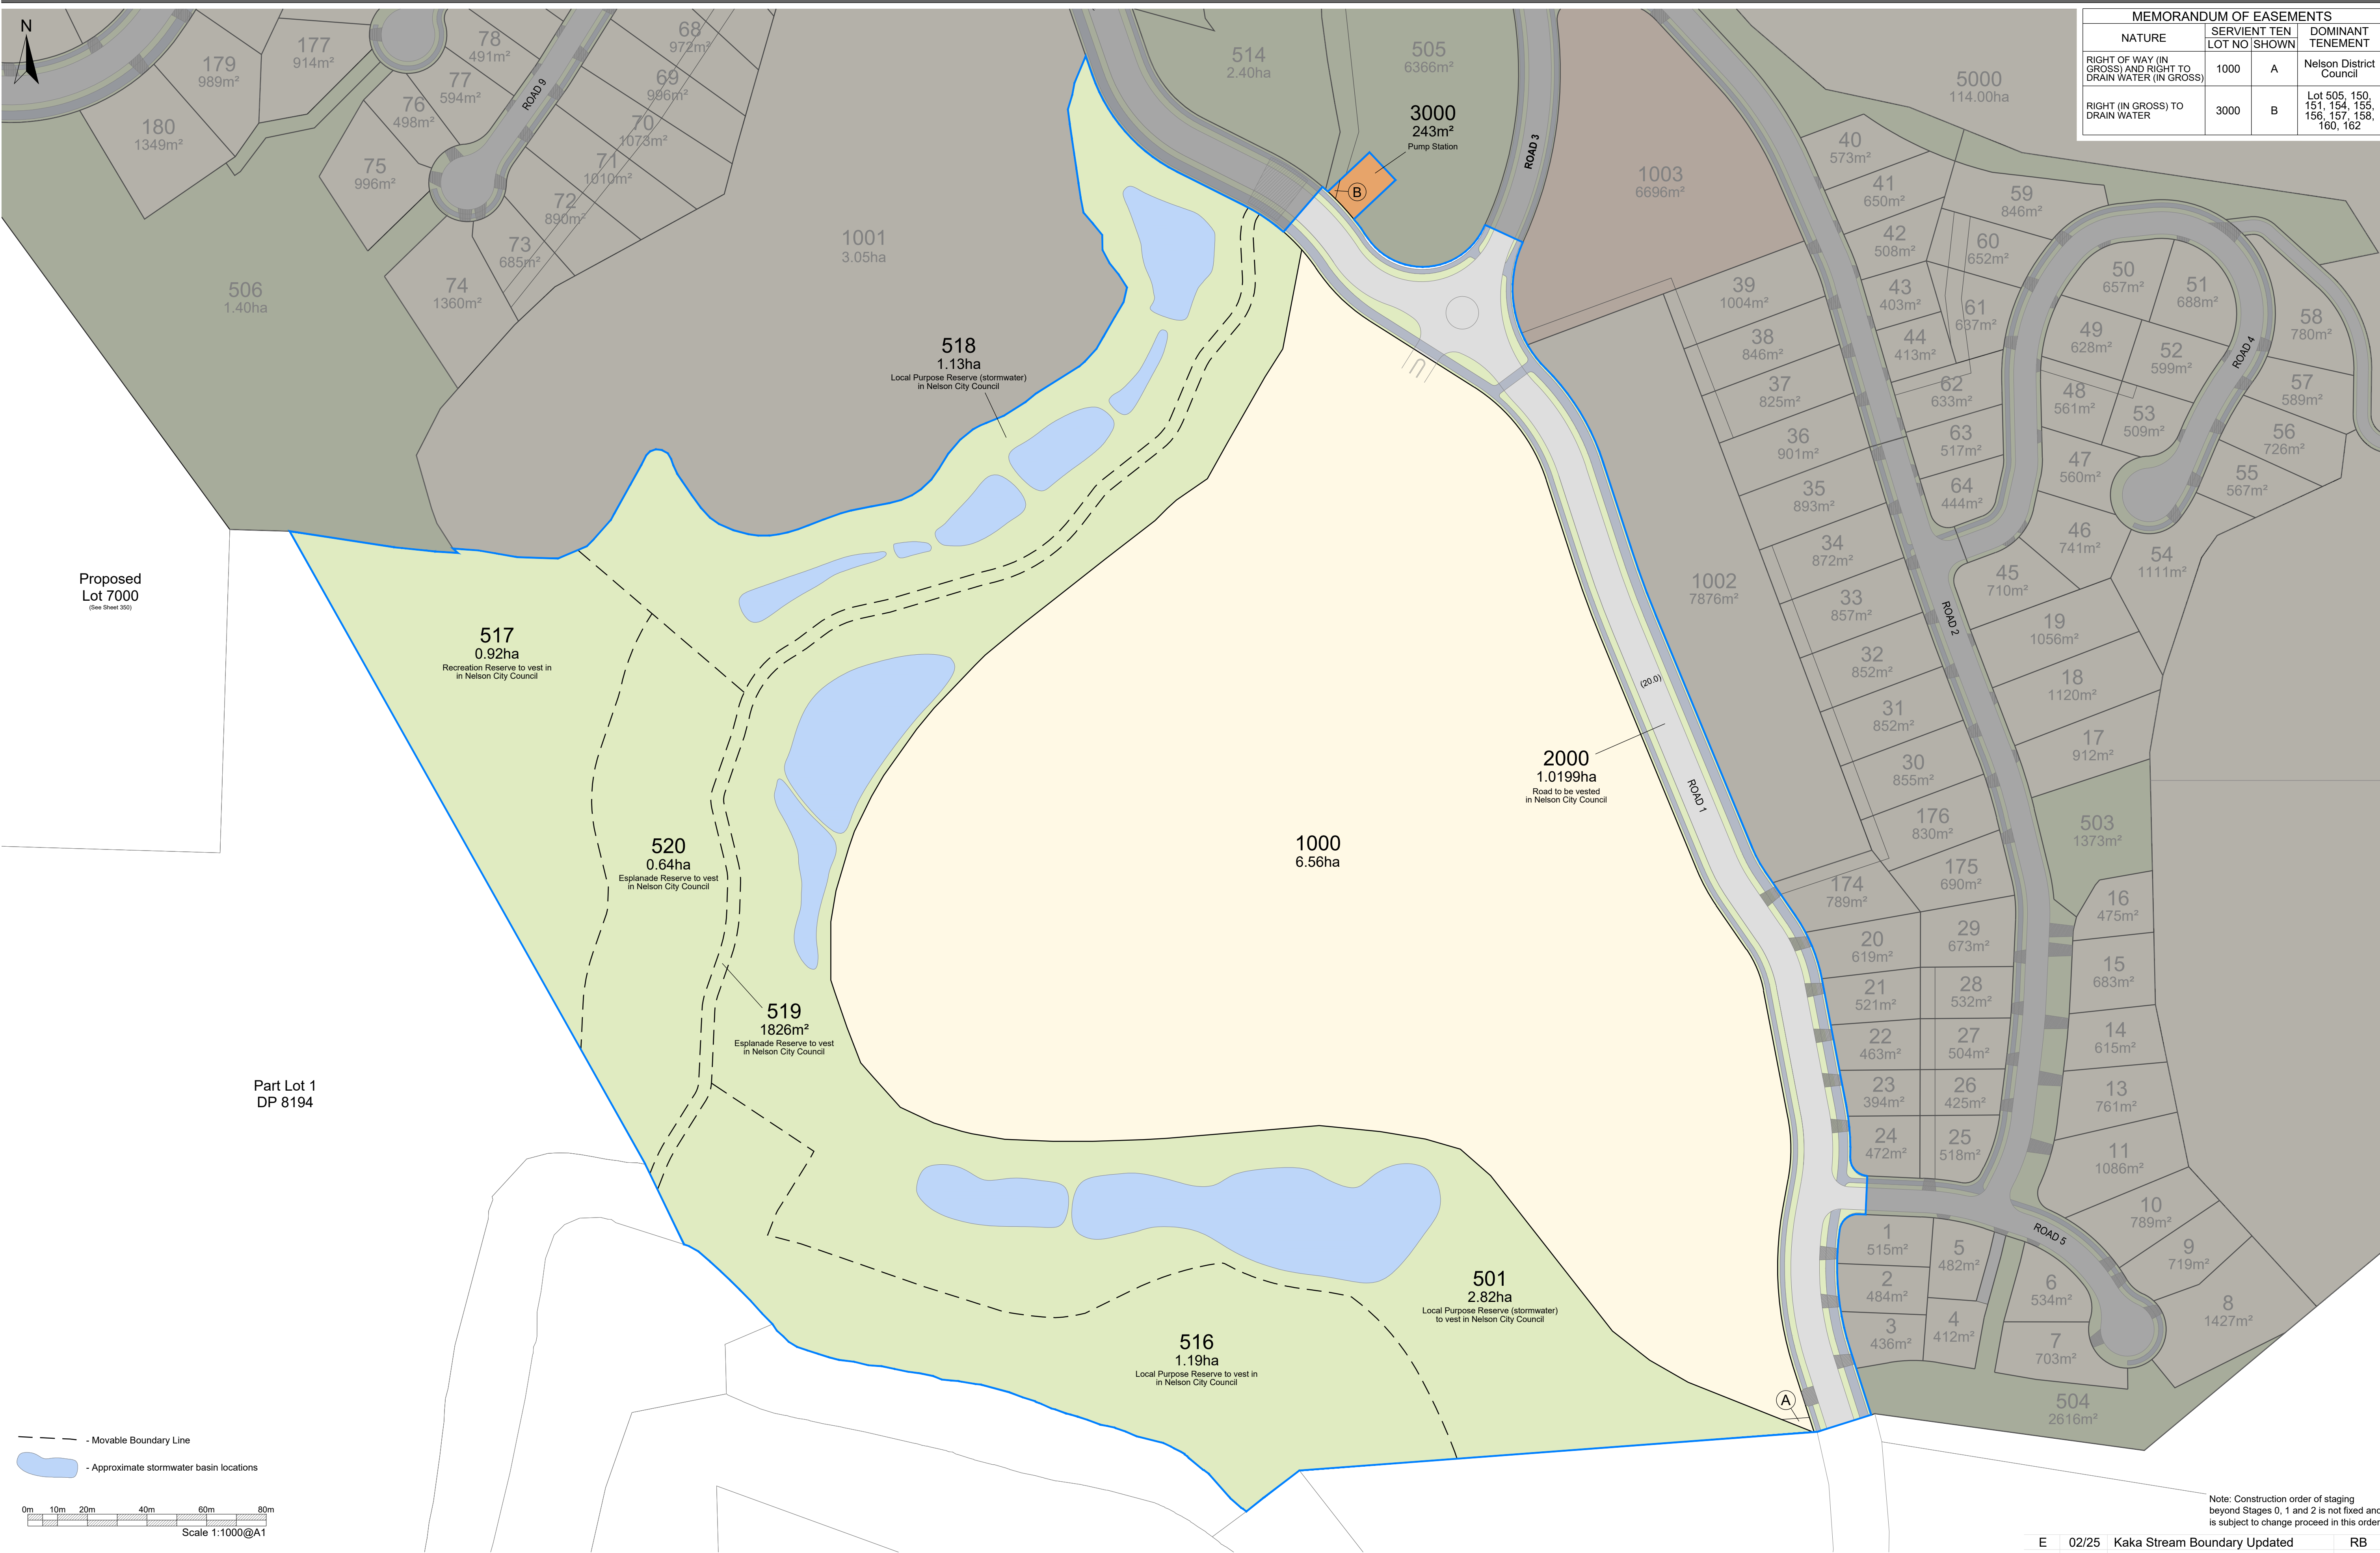 N
MEMORANDUM OF EASEMENTS
NATURE
SERVIENT TEN
LOT NO
SHOWN
DOMINANT
TENEMENT
RIGHT OF WAY (IN
GROSS) AND RIGHT TO
DRAIN WATER (IN GROSS)
1000
A
Nelson District
Council
RIGHT (IN GROSS) TO
DRAIN WATER
3000
B
Lot 505, 150,
151, 154, 155,
156, 157, 158,
160, 162
179
989m²
177
914m²
180
1349m²
78
491m²
77
594m²
76
498m²
75
996m²
ROAD 9
68
972m²
69
996m²
70
1073m²
71
1010m²
72
890m²
73
685m²
74
1360m²
506
1.40ha
1001
3.05ha
514
2.40ha
505
6366m²
3000
243m²
Pump Station
B
ROAD 3
1003
6696m²
5000
114.00ha
40
573m²
41
650m²
42
508m²
43
403m²
44
413m²
59
846m²
60
652m²
61
637m²
62
633m²
63
517m²
64
444m²
50
657m²
51
688m²
49
628m²
52
599m²
48
561m²
53
509m²
47
560m²
46
741m²
45
710m²
54
1111m²
55
567m²
56
726m²
57
589m²
58
780m²
ROAD 4
39
1004m²
38
846m²
37
825m²
36
901m²
35
893m²
34
872m²
33
857m²
32
852m²
31
852m²
30
855m²
176
830m²
175
690m²
174
789m²
1002
7876m²
ROAD 2
19
1056m²
18
1120m²
17
912m²
503
1373m²
16
475m²
15
683m²
14
615m²
13
761m²
11
1086m²
10
789m²
9
719m²
8
1427m²
29
673m²
28
532m²
27
504m²
26
425m²
25
518m²
20
619m²
21
521m²
22
463m²
23
394m²
24
472m²
1
515m²
2
484m²
3
436m²
5
482m²
4
412m²
6
534m²
7
703m²
ROAD 5
504
2616m²
518
1.13ha
Local Purpose Reserve (stormwater)
in Nelson City Council
517
0.92ha
Recreation Reserve to vest in
in Nelson City Council
520
0.64ha
Esplanade Reserve to vest
in Nelson City Council
519
1826m²
Esplanade Reserve to vest
in Nelson City Council
1000
6.56ha
(20.0)
2000
1.0199ha
Road to be vested
in Nelson City Council
ROAD 1
501
2.82ha
Local Purpose Reserve (stormwater)
to vest in Nelson City Council
516
1.19ha
Local Purpose Reserve to vest in
in Nelson City Council
A
Proposed
Lot 7000
(See Sheet 350)
Part Lot 1
DP 8194
- Movable Boundary Line
- Approximate stormwater basin locations
0m 10m 20m 40m 60m 80m
Scale 1:1000@A1
Note: Construction order of staging
beyond Stages 0, 1 and 2 is not fixed and
is subject to change proceed in this order
E 02/25 Kaka Stream Boundary Updated RB